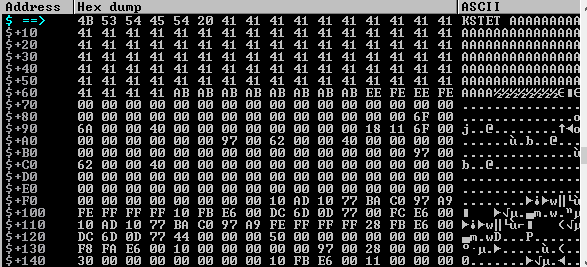 Address Hex dump ASCII
$ ==> 4B 53 54 45 54 20 41 41 41 41 41 41 41 41 41 41 KSTET AAAAAAAAAA
$+10 41 41 41 41 41 41 41 41 41 41 41 41 41 41 41 41 AAAAAAAAAAAAAAAA
$+20 41 41 41 41 41 41 41 41 41 41 41 41 41 41 41 41 AAAAAAAAAAAAAAAA
$+30 41 41 41 41 41 41 41 41 41 41 41 41 41 41 41 41 AAAAAAAAAAAAAAAA
$+40 41 41 41 41 41 41 41 41 41 41 41 41 41 41 41 41 AAAAAAAAAAAAAAAA
$+50 41 41 41 41 41 41 41 41 41 41 41 41 41 41 41 41 AAAAAAAAAAAAAAAA
$+60 41 41 41 41 AB AB AB AB AB AB AB AB EE FE EE FE AAAA½½½½½½½½ε■ε
$+70 00 00 00 00 00 00 00 00 00 00 00 00 00 00 00 00 ................
$+80 00 00 00 00 00 00 00 00 00 00 00 00 00 00 6F 00 ..............o
$+90 6A 00 00 40 00 00 00 00 00 00 00 00 18 11 6F 00 j..@........↑◄o
$+A0 00 00 00 00 00 00 97 00 62 00 00 40 00 00 00 00 ......ù.b..@....
$+B0 00 00 00 00 00 00 00 00 00 00 00 00 00 00 97 00 ..............ù
$+C0 62 00 00 40 00 00 00 00 00 00 00 00 00 00 00 00 b..@............
$+D0 00 00 00 00 00 00 00 00 00 00 00 00 00 00 00 00 ................
$+E0 00 00 00 00 00 00 00 00 00 00 00 00 00 00 00 00 ................
$+F0 00 00 00 00 00 00 00 00 10 AD 10 77 BA C0 97 A9 ........►¡►w║└ù
$+100 FE FF FF FF 10 FB E6 00 DC 6D 0D 77 00 FC E6 00
$+110 10 AD 10 77 BA C0 97 A9 FE FF FF FF 28 FB E6 00
$+120 DC 6D 0D 77 44 00 00 00 50 00 00 00 00 00 00 00
$+130 F8 FA E6 00 10 00 00 00 00 00 97 00 28 00 00 00
$+140 30 00 00 00 00 00 00 00 10 FB E6 00 11 00 00 00